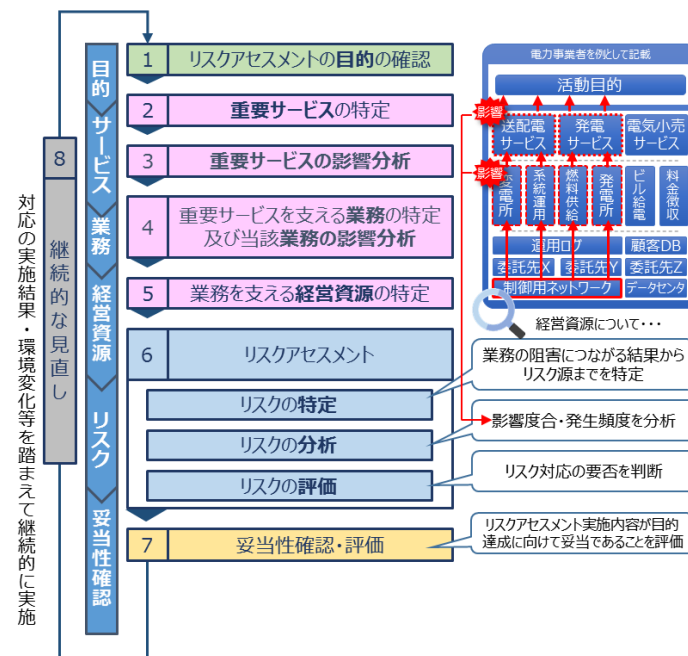 対応の実施結果・環境変化等を踏まえて継続的に実施
8
継続的な見直し
目的
サービス
業務
経営資源
リスク
妥当性確認
1
リスクアセスメントの目的の確認
2
重要サービスの特定
3
重要サービスの影響分析
4
重要サービスを支える業務の特定
及び当該業務の影響分析
5
業務を支える経営資源の特定
6
リスクアセスメント
リスクの特定
リスクの分析
リスクの評価
7
妥当性確認・評価
電力事業者を例として記載
活動目的
影響
送配電
サービス
発電
サービス
電気小売
サービス
影響
変電所
系統運用
燃料供給
発電所
ビル給電
料金徴収
運用ログ
顧客DB
委託先X
委託先Y
委託先Z
制御用ネットワーク
データセンタ
経営資源について・・・
業務の阻害につながる結果から
リスク源までを特定
影響度合・発生頻度を分析
リスク対応の要否を判断
リスクアセスメント実施内容が目的
達成に向けて妥当であることを評価